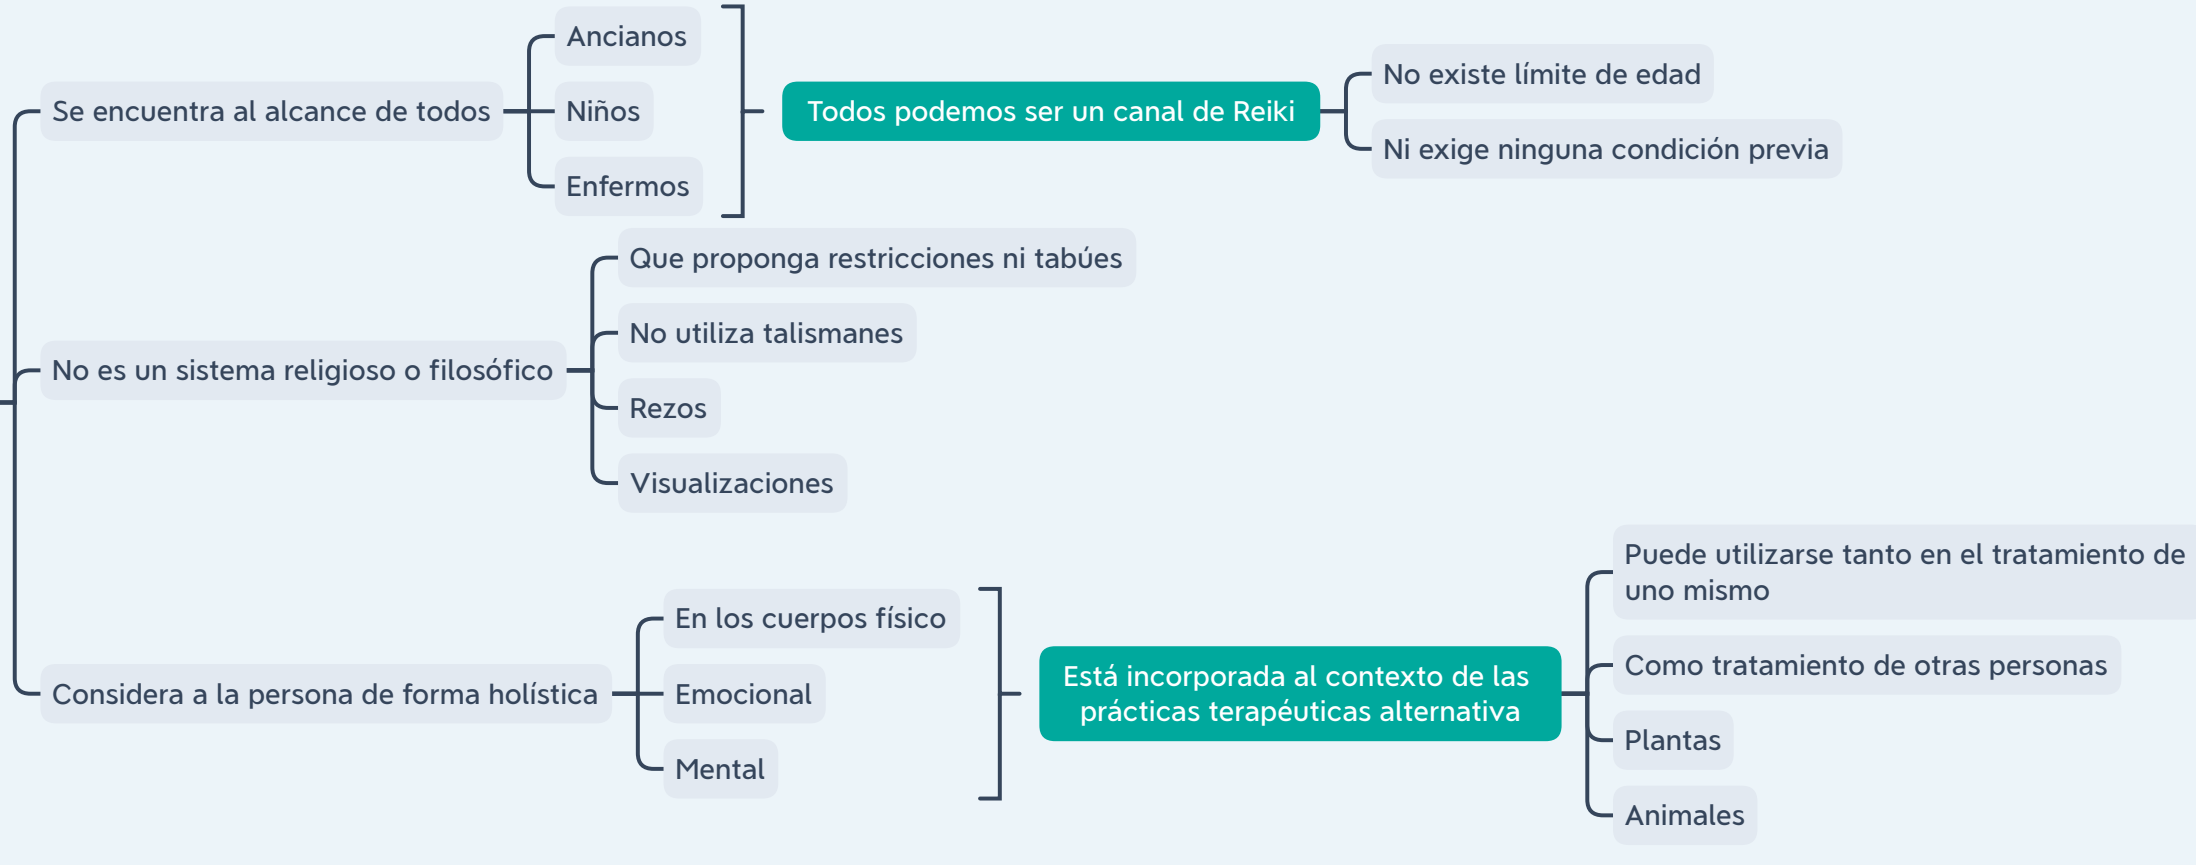 Se encuentra al alcance de todos
Ancianos
Niños
Enfermos
Todos podemos ser un canal de Reiki
No existe límite de edad
Ni exige ninguna condición previa
No es un sistema religioso o filosófico
Que proponga restricciones ni tabúes
No utiliza talismanes
Rezos
Visualizaciones
Considera a la persona de forma holística
En los cuerpos físico
Emocional
Mental
Está incorporada al contexto de las
prácticas terapéuticas alternativa
Puede utilizarse tanto en el tratamiento de
uno mismo
Como tratamiento de otras personas
Plantas
Animales